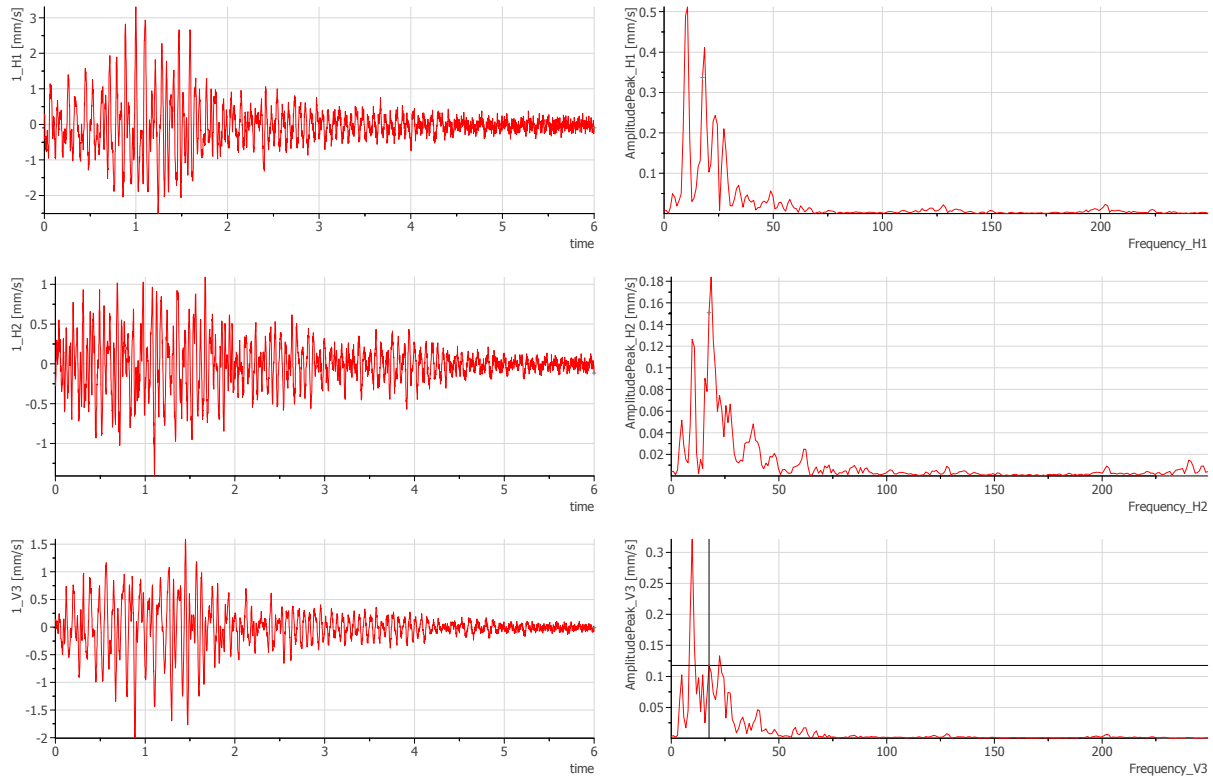 1_H1 [mm/s]
3
2
1
0
-1
-2
0 1 2 3 4 5 6
time
AmplitudePeak_H1 [mm/s]
0.5
0.4
0.3
0.2
0.1
0 50 100 150 200
Frequency_H1
1_H2 [mm/s]
1
0.5
0
-0.5
-1
0 1 2 3 4 5 6
time
AmplitudePeak_H2 [mm/s]
0.18
0.16
0.14
0.12
0.1
0.08
0.06
0.04
0.02
0 50 100 150 200
Frequency_H2
1_V3 [mm/s]
1.5
1
0.5
0
-0.5
-1
-1.5
-2
0 1 2 3 4 5 6
time
AmplitudePeak_V3 [mm/s]
0.3
0.25
0.2
0.15
0.1
0.05
0 50 100 150 200
Frequency_V3